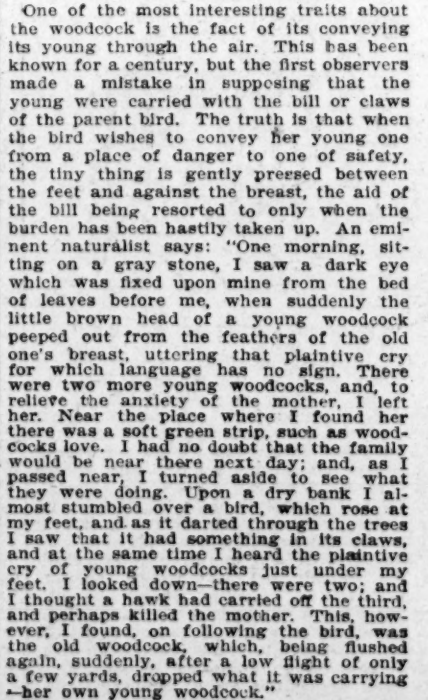 One of the most interesting traits about
the woodcock is the fact of its conveying
its young through the air. This has been
known for a century, but the first observers
made a mistake in supposing that the
young were carried with the bill or claws
of the parent bird. The truth is that when
the bird wishes to convey her young one
from a place of danger to one of safety,
the tiny thing is gently pressed between
the feet and against the breast, the aid of
the bill being resorted to only when the
burden has been hastily taken up. An emi-
nent naturalist says: "One morning, sit-
ting on a gray stone, I saw a dark eye
which was fixed upon mine from the bed
of leaves before me, when suddenly the
little brown head of a young woodcock
peeped out from the feathers of the old
one's breast, uttering that plaintive cry
for which language has no sign. There
were two more young woodcocks, and, to
relieve the anxiety of the mother, I left
her. Near the place where I found her
there was a soft green strip, such as wood-
cocks love. I had no doubt that the family
would be near there next day; and, as I
passed near, I turned aside to see what
they were doing. Upon a dry bank I al-
most stumbled over a bird, which rose at
my feet, and as it darted through the trees
I saw that it had something in its claws,
and at the same time I heard the plaintive
cry of young woodcocks just under my
feet. I looked down—there were two; and
I thought a hawk had carried off the third,
and perhaps killed the mother. This, how-
ever, I found, on following the bird, was
the old woodcock, which, being flushed
again, suddenly, after a low flight of only
a few yards, dropped what it was carrying
—her own young woodcock."